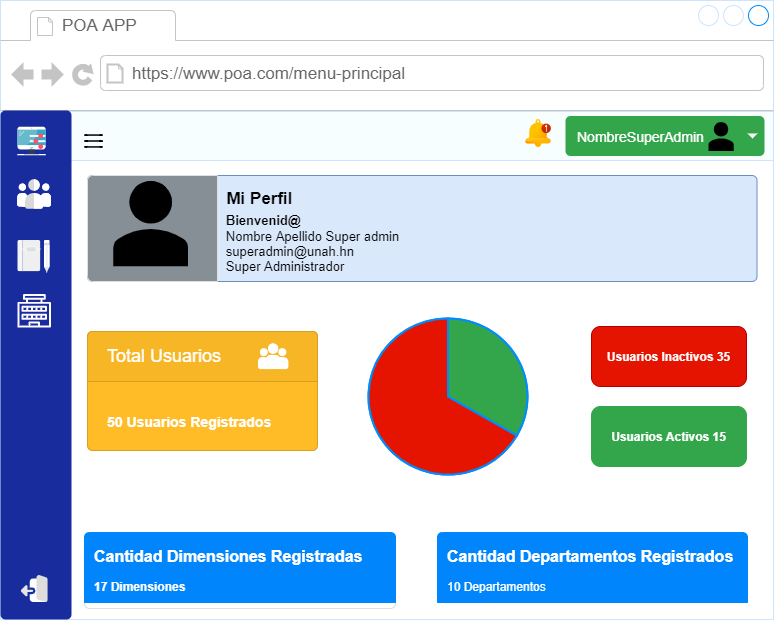 POA APP
https://www.poa.com/menu-principal
1
NombreSuperAdmin
Mi Perfil
Bienvenid@
Nombre Apellido Super admin
superadmin@unah.hn
Super Administrador
Total Usuarios
50 Usuarios Registrados
Usuarios Inactivos 35
Usuarios Activos 15
Cantidad Dimensiones Registradas
17 Dimensiones
Cantidad Departamentos Registrados
10 Departamentos